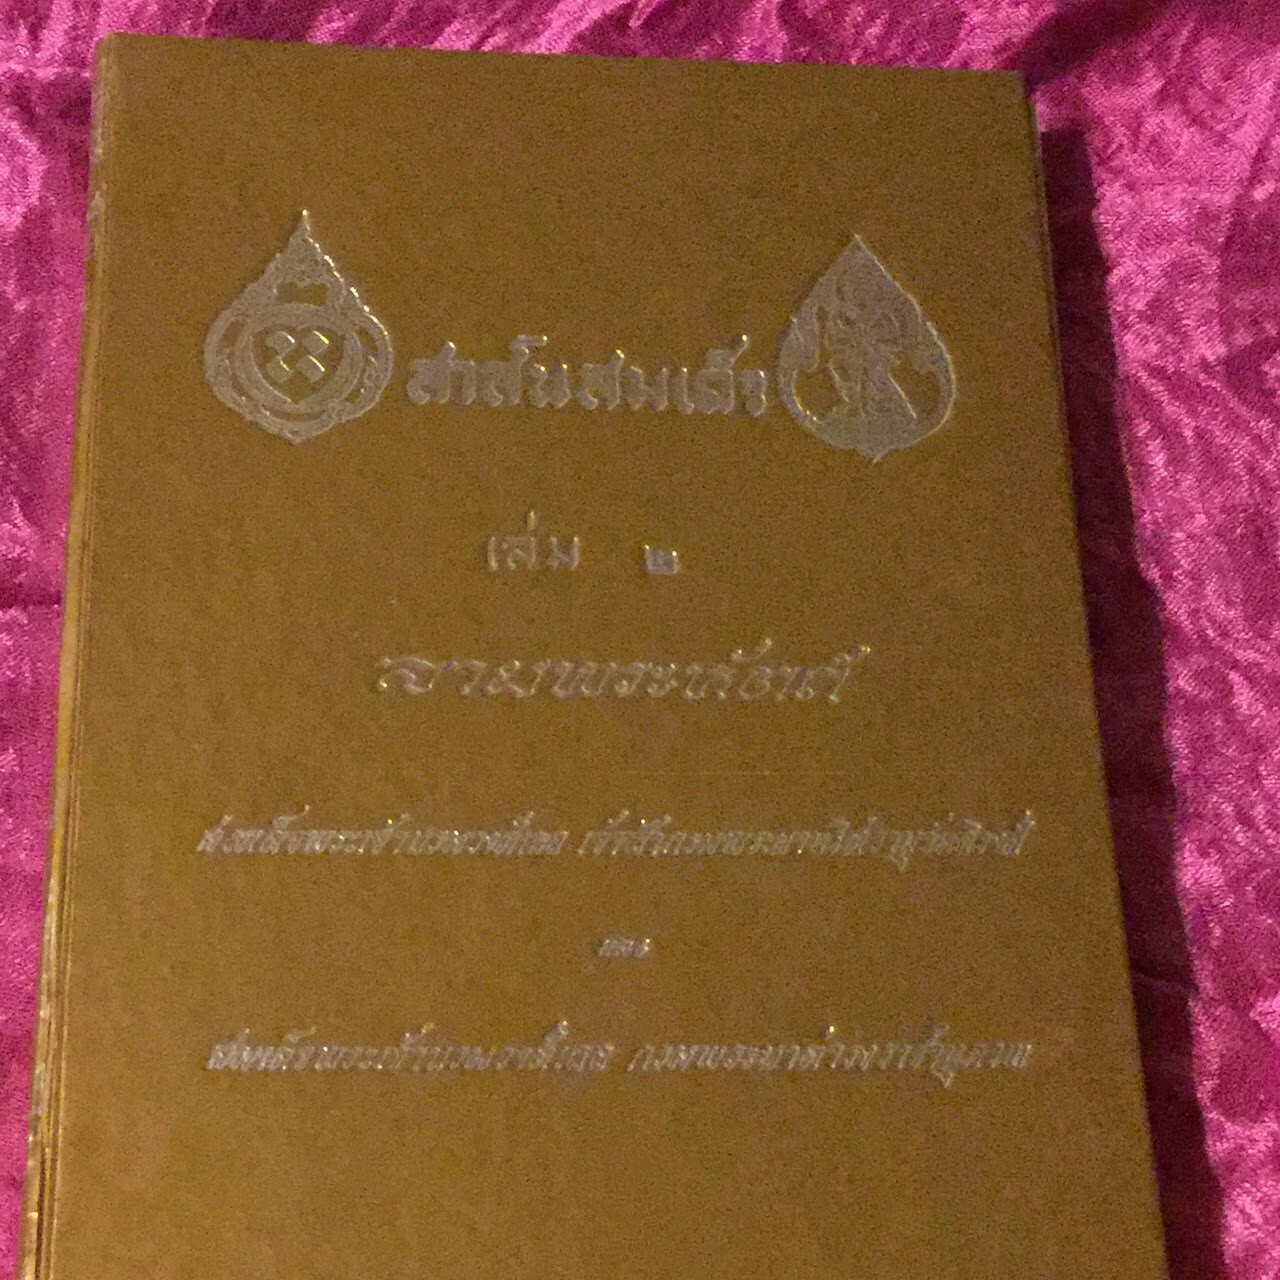 สาส์นสมเด็จ
เล่ม ๒
ลายพระหัตถ์
สมเด็จพระเจ้าบรมวงศ์เธอ เจ้าฟ้ากรมพระยานริศรานุวัดติวงศ์
และ
สมเด็จพระเจ้าบรมวงศ์เธอ กรมพระยาดำรงราชานุภาพ